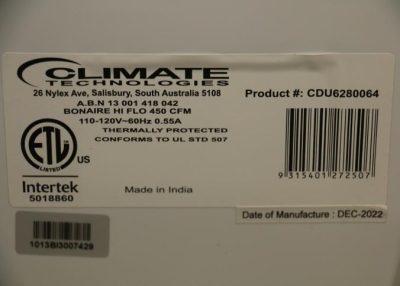 CLIMATE
TECHNOLOGIES
26 Nylex Ave, Salisbury, South Australia 5108
A.B.N 13 001 418 042
BONAIRE HI FLO 450 CFM
110-120V~60Hz 0.55A
THERMALLY PROTECTED
CONFORMS TO UL STD 507
Product #: CDU6280064
ETL
LISTED
US
Intertek
5018860
Made in India
9 315401 272507
Date of Manufacture : DEC-2022
1013BI3007429